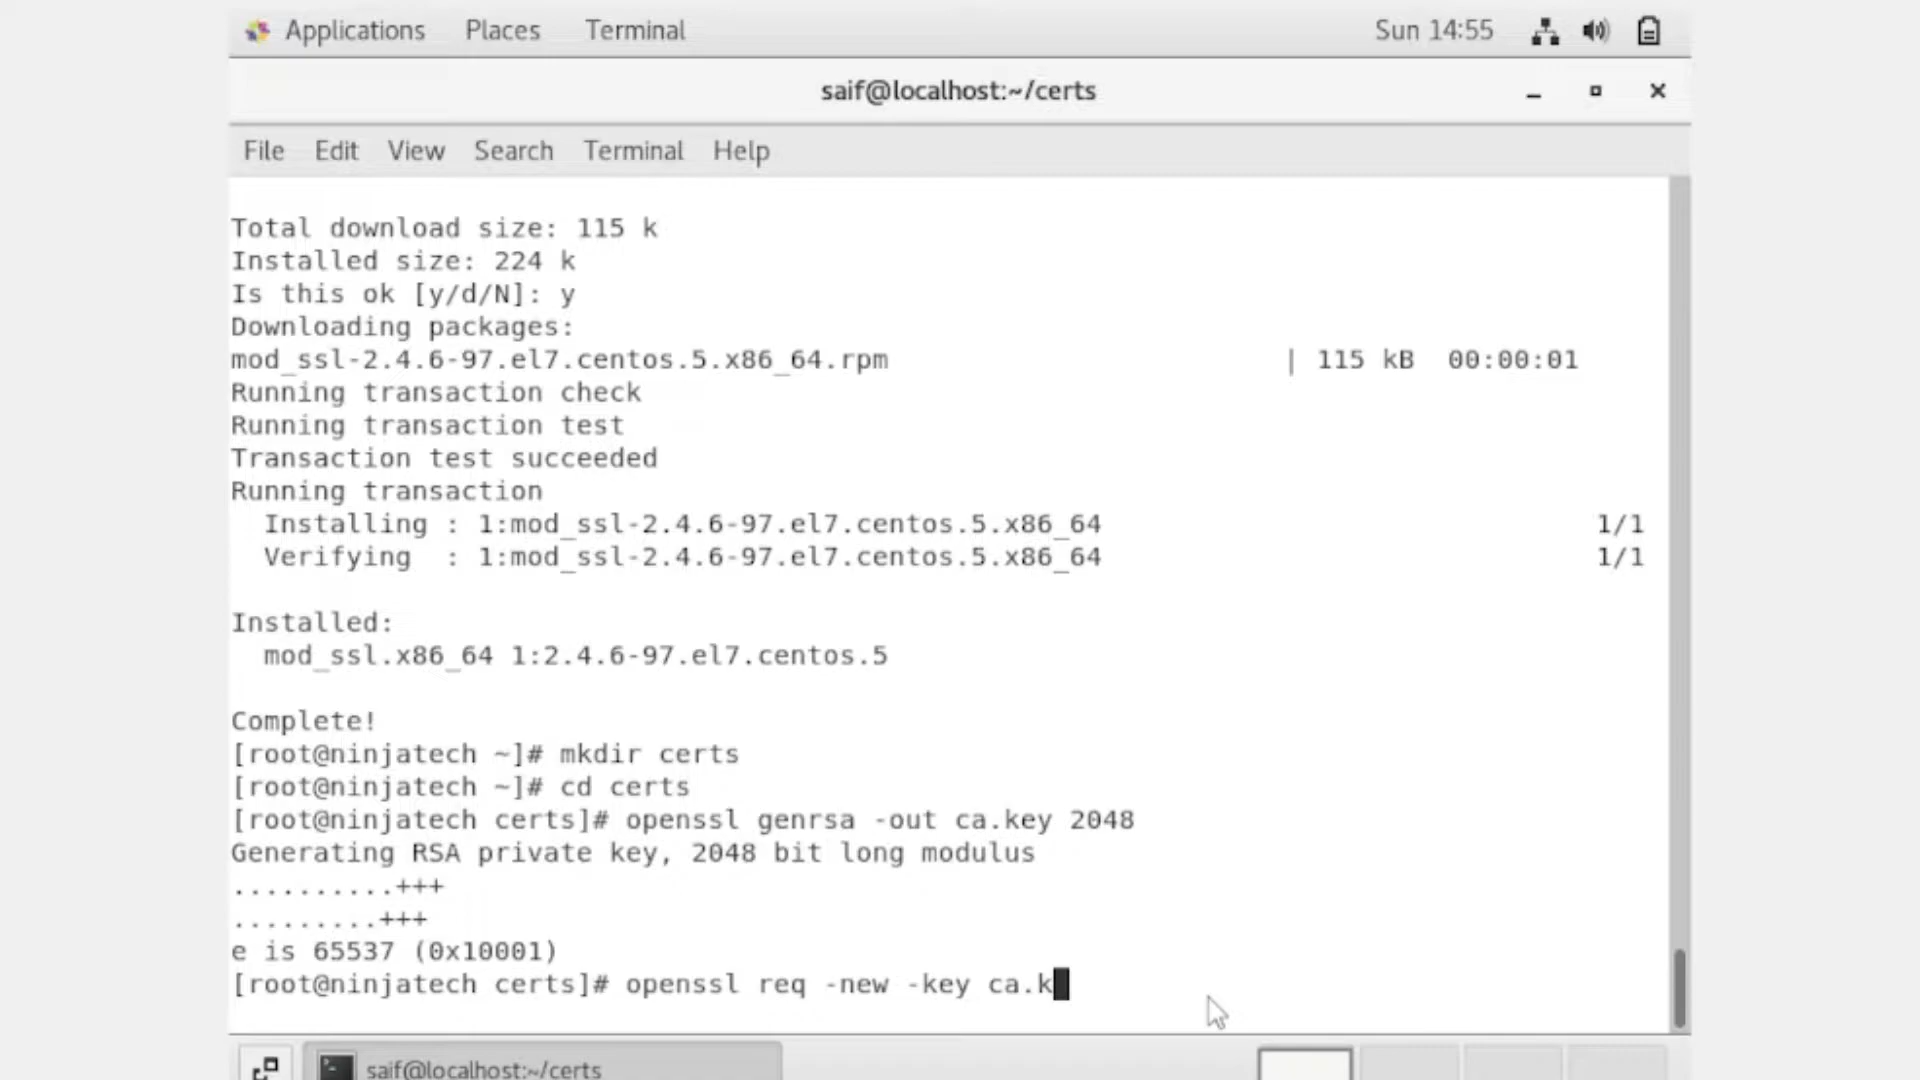 Applications Places Terminal Sun 14:55
saif@localhost:~/certs
File Edit View Search Terminal Help
Total download size: 115 k
Installed size: 224 k
Is this ok [y/d/N]: y
Downloading packages:
mod_ssl-2.4.6-97.el7.centos.5.x86_64.rpm | 115 kB 00:00:01
Running transaction check
Running transaction test
Transaction test succeeded
Running transaction
Installing : 1:mod_ssl-2.4.6-97.el7.centos.5.x86_64 1/1
Verifying : 1:mod_ssl-2.4.6-97.el7.centos.5.x86_64 1/1
Installed:
mod_ssl.x86_64 1:2.4.6-97.el7.centos.5
Complete!
[root@ninjatech ~]# mkdir certs
[root@ninjatech ~]# cd certs
[root@ninjatech certs]# openssl genrsa -out ca.key 2048
Generating RSA private key, 2048 bit long modulus
..........+++
.........+++
e is 65537 (0x10001)
[root@ninjatech certs]# openssl req -new -key ca.k
saif@localhost:~/certs